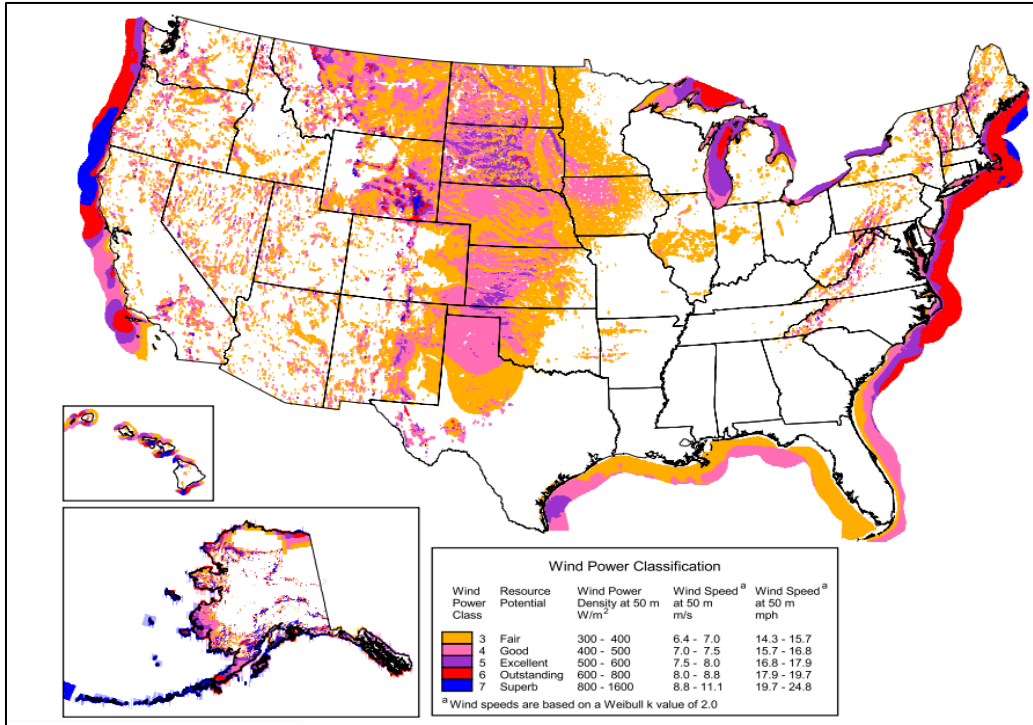 Wind Power Classification
Wind Resource Wind Power Wind Speed a Wind Speed a
Power Potential Density at 50 m at 50 m at 50 m
Class W/m2 m/s mph
3 Fair 300 - 400 6.4 - 7.0 14.3 - 15.7
4 Good 400 - 500 7.0 - 7.5 15.7 - 16.8
5 Excellent 500 - 600 7.5 - 8.0 16.8 - 17.9
6 Outstanding 600 - 800 8.0 - 8.8 17.9 - 19.7
7 Superb 800 - 1600 8.8 - 11.1 19.7 - 24.8
a Wind speeds are based on a Weibull k value of 2.0